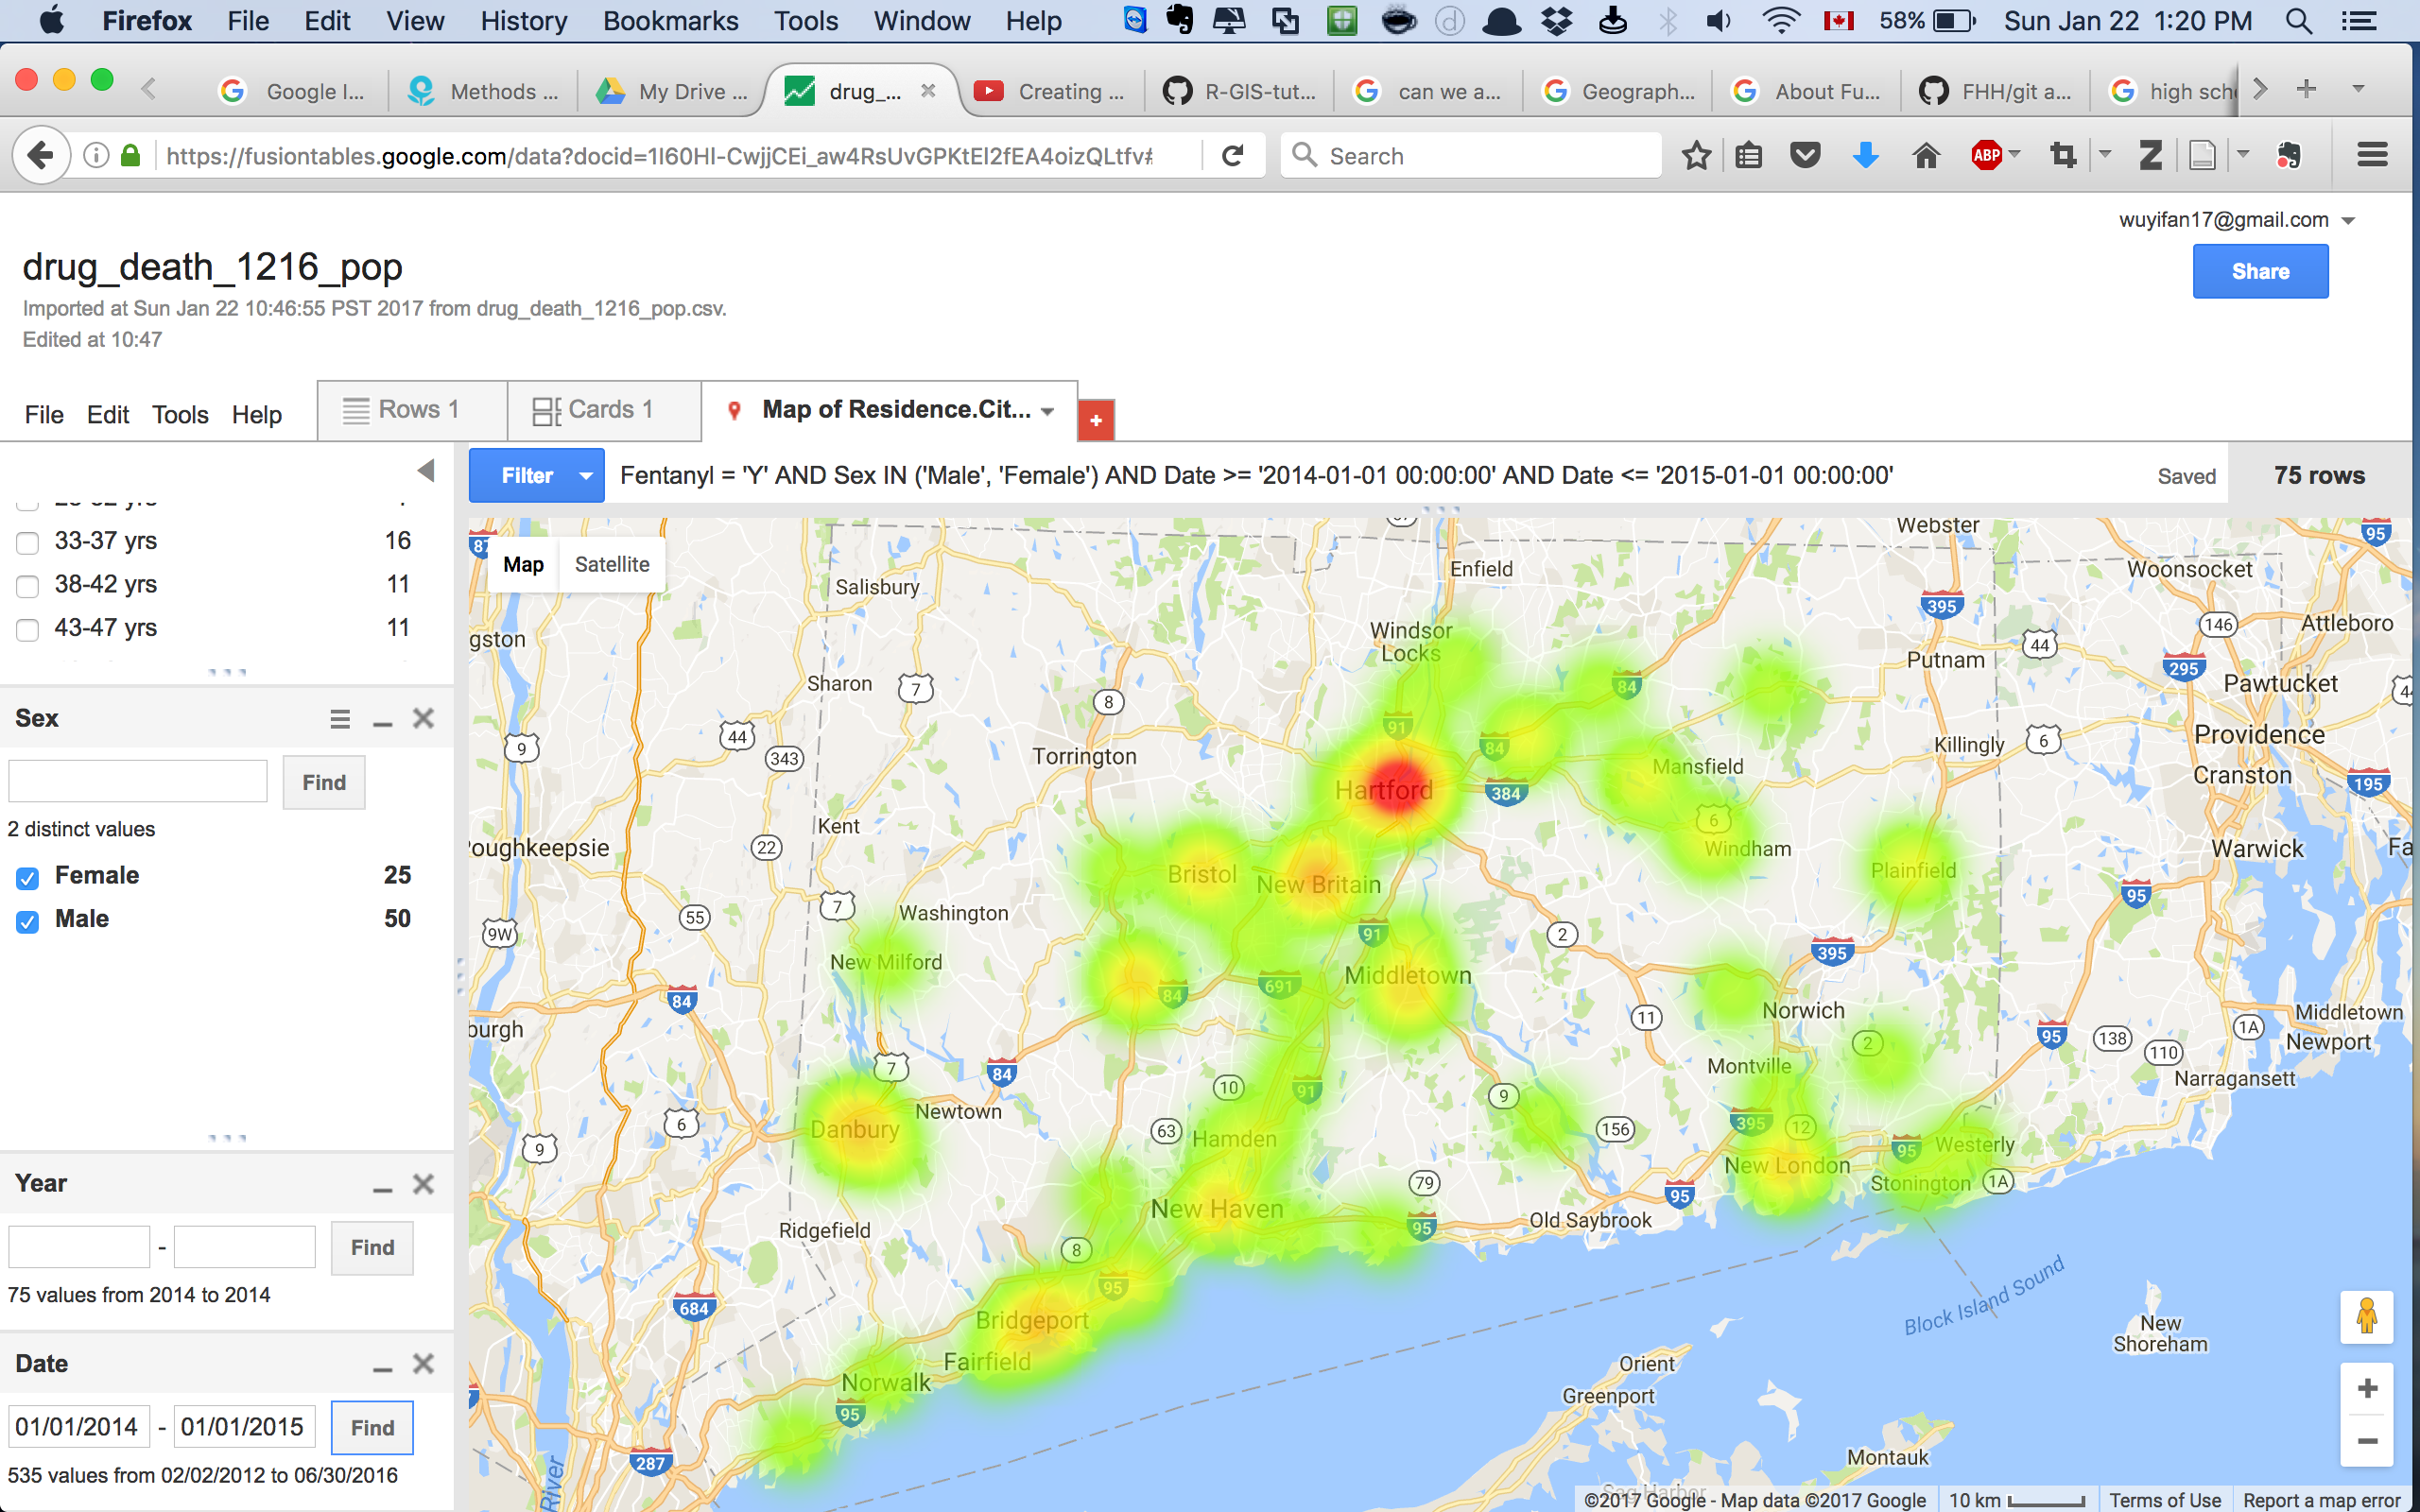 Firefox File Edit View History Bookmarks Tools Window Help 58% Sun Jan 22 1:20 PM
Google I... Methods ... My Drive ... drug_... Creating ... R-GIS-tut... can we a... Geograph... About Fu... FHH/git a... high sch
https://fusiontables.google.com/data?docid=1I60HI-CwjjCEi_aw4RsUvGPKtEI2fEA4oizQLtfv# Search ABP
wuyifan17@gmail.com
drug_death_1216_pop
Share
Imported at Sun Jan 22 10:46:55 PST 2017 from drug_death_1216_pop.csv.
Edited at 10:47
File Edit Tools Help Rows 1 Cards 1 Map of Residence.Cit... +
Filter Fentanyl = 'Y' AND Sex IN ('Male', 'Female') AND Date >= '2014-01-01 00:00:00' AND Date <= '2015-01-01 00:00:00' Saved 75 rows
33-37 yrs 16
38-42 yrs 11
43-47 yrs 11
Sex
Find
2 distinct values
Female 25
Male 50
Year
- Find
75 values from 2014 to 2014
Date
01/01/2014 - 01/01/2015 Find
535 values from 02/02/2012 to 06/30/2016
Map Satellite
Webster
95
87
Enfield
Woonsocket
Salisbury
395
146
Attleboro
Windsor
Locks
gston
44
Putnam
295
Pawtucket
Sharon
7
84
8
91
44
9
343
Torrington
84
Killingly
6
Providence
Mansfield
Cranston
195
Hartford
384
Kent
6
22
oughkeepsie
Windham
Warwick
Fa
Bristol
New Britain
Plainfield
95
7
Washington
55
9W
91
2
395
New Milford
Middletown
84
84
691
Norwich
11
burgh
Middletown
1A
Newport
95
138
110
2
7
84
Montville
Narragansett
10
91
9
Newtown
6
Danbury
63
Hamden
156
395
12
95
Westerly
9
New London
Stonington
1A
79
95
New Haven
95
Old Saybrook
Ridgefield
8
95
684
Bridgeport
Block Island Sound
New
Shoreham
Fairfield
Orient
Norwalk
Greenport
95
287
Montauk
River
Sag Harbor
+
−
©2017 Google - Map data ©2017 Google 10 km Terms of Use Report a map error